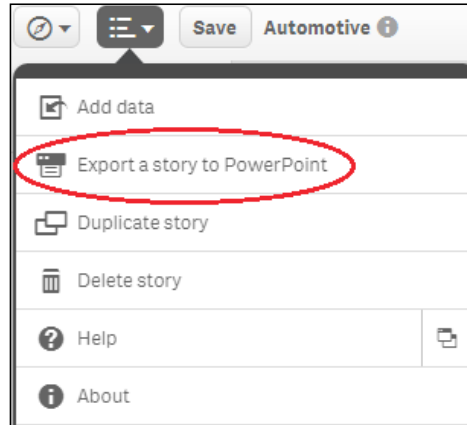 Save Automotive
Add data
Export a story to PowerPoint
Duplicate story
Delete story
Help
About